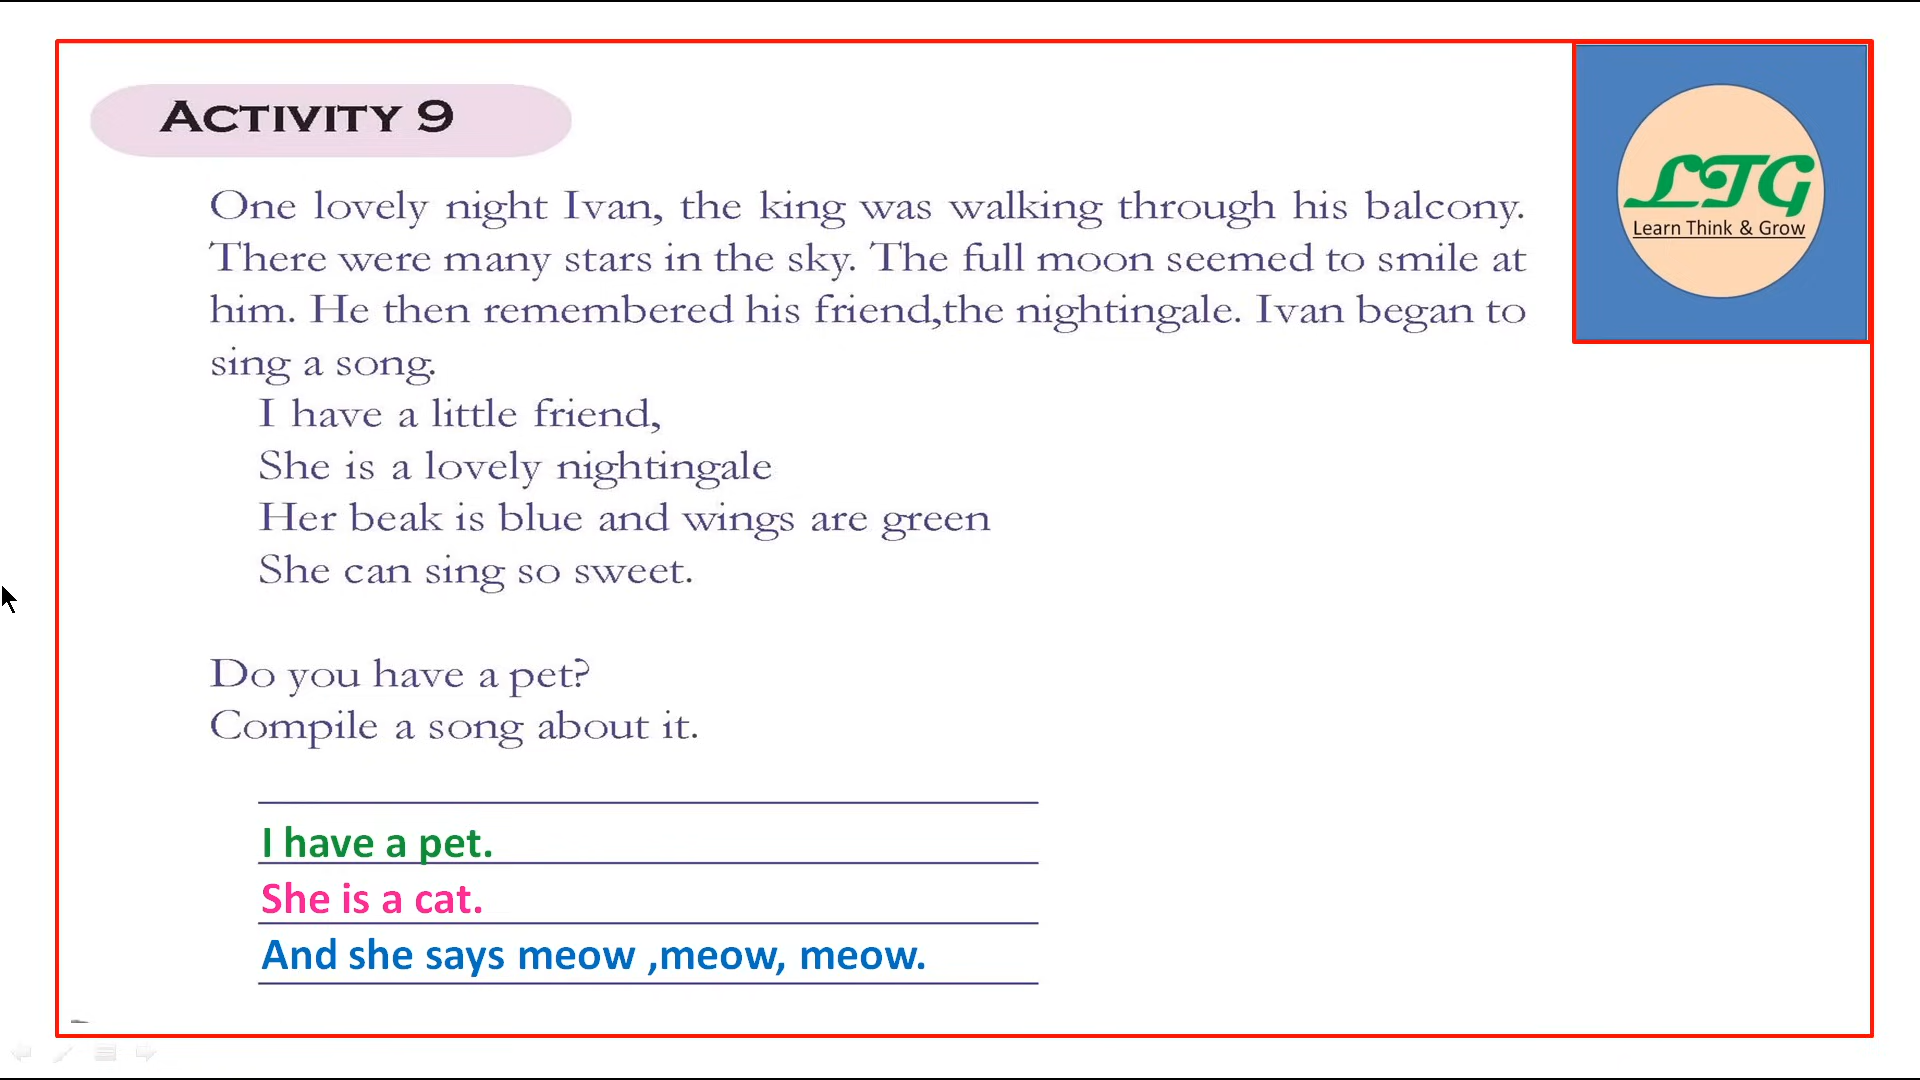 ACTIVITY 9
LTG
Learn Think & Grow
One lovely night Ivan, the king was walking through his balcony.
There were many stars in the sky. The full moon seemed to smile at
him. He then remembered his friend,the nightingale. Ivan began to
sing a song.
I have a little friend,
She is a lovely nightingale
Her beak is blue and wings are green
She can sing so sweet.
Do you have a pet?
Compile a song about it.
I have a pet.
She is a cat.
And she says meow ,meow, meow.